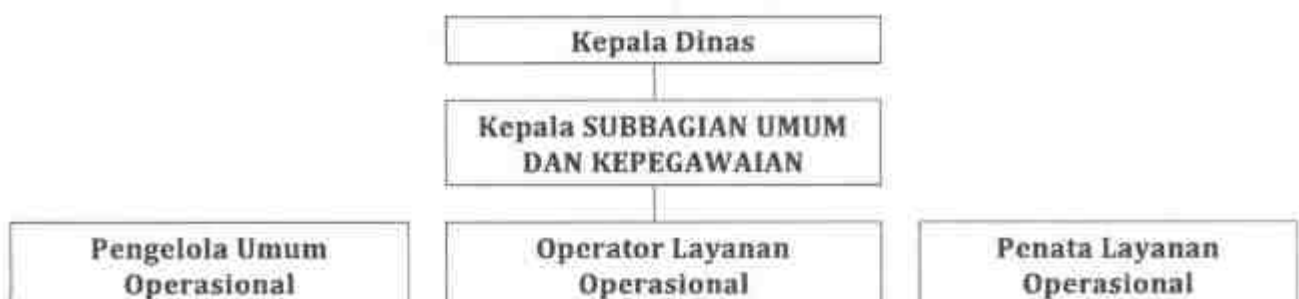 Kepala Dinas
Kepala SUBBAGIAN UMUM
DAN KEPEGAWAIAN
Pengelola Umum
Operasional
Operator Layanan
Operasional
Penata Layanan
Operasional